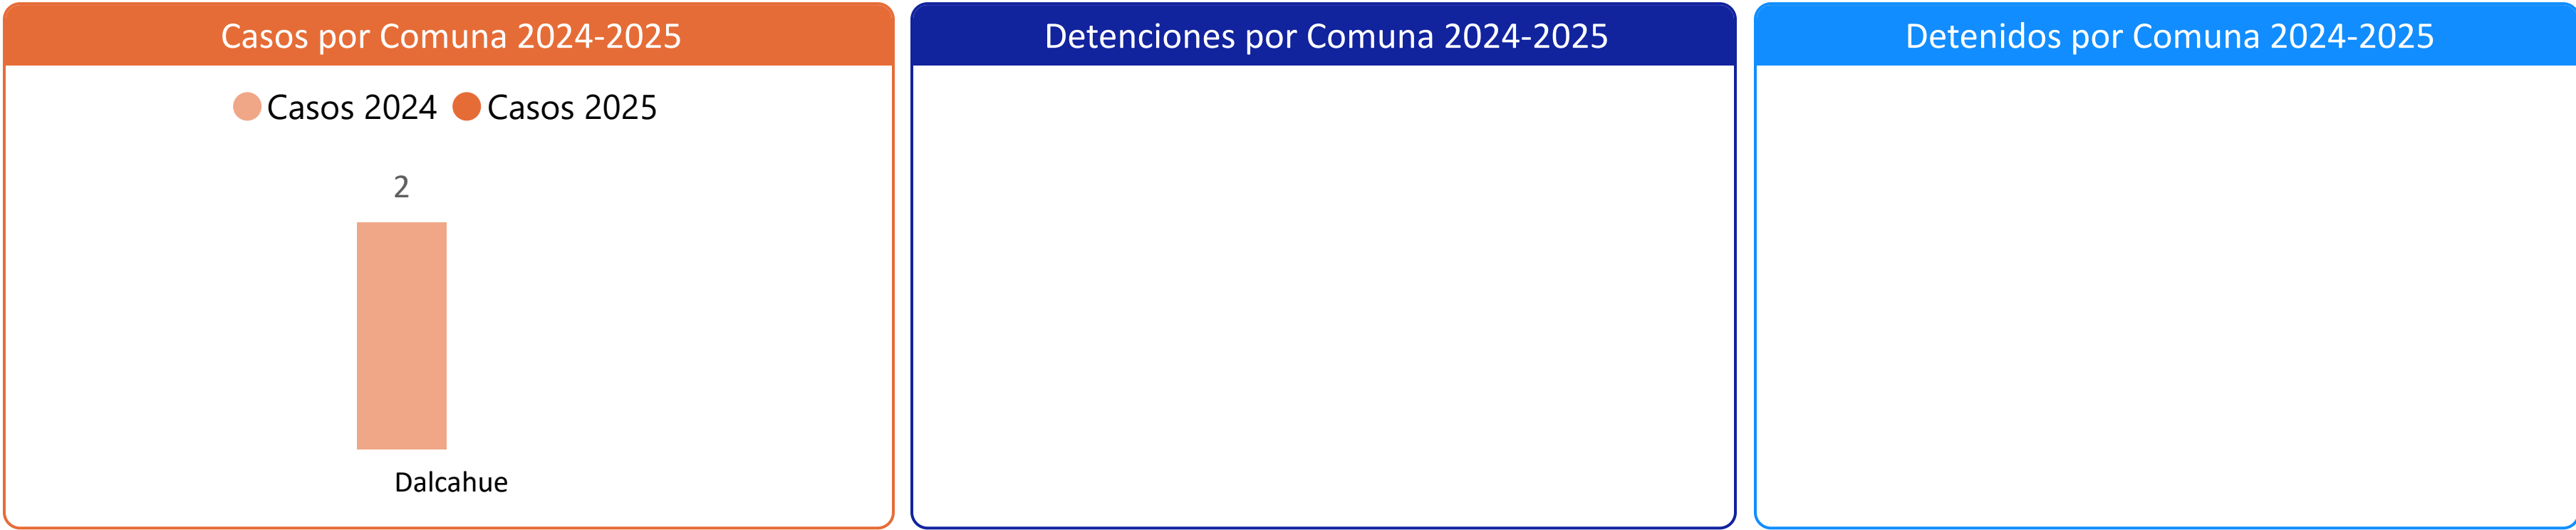 Casos por Comuna 2024-2025
Casos 2024 Casos 2025
2
Dalcahue
Detenciones por Comuna 2024-2025
Detenidos por Comuna 2024-2025